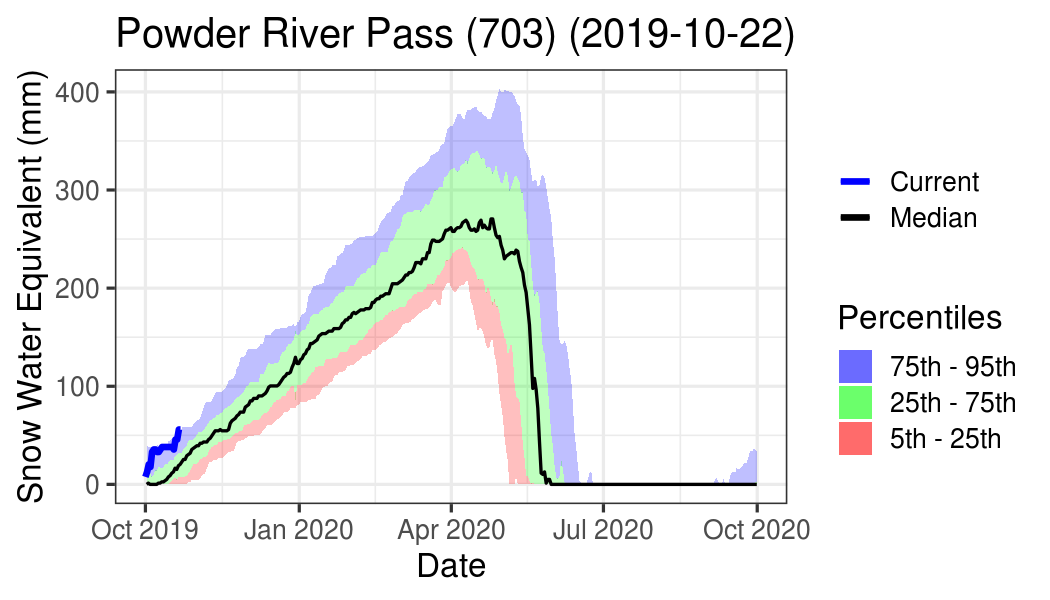 Powder River Pass (703) (2019-10-22)
Snow Water Equivalent (mm)
400
300
200
100
0
Oct 2019
Jan 2020
Apr 2020
Jul 2020
Oct 2020
Date
Current
Median
Percentiles
75th - 95th
25th - 75th
5th - 25th